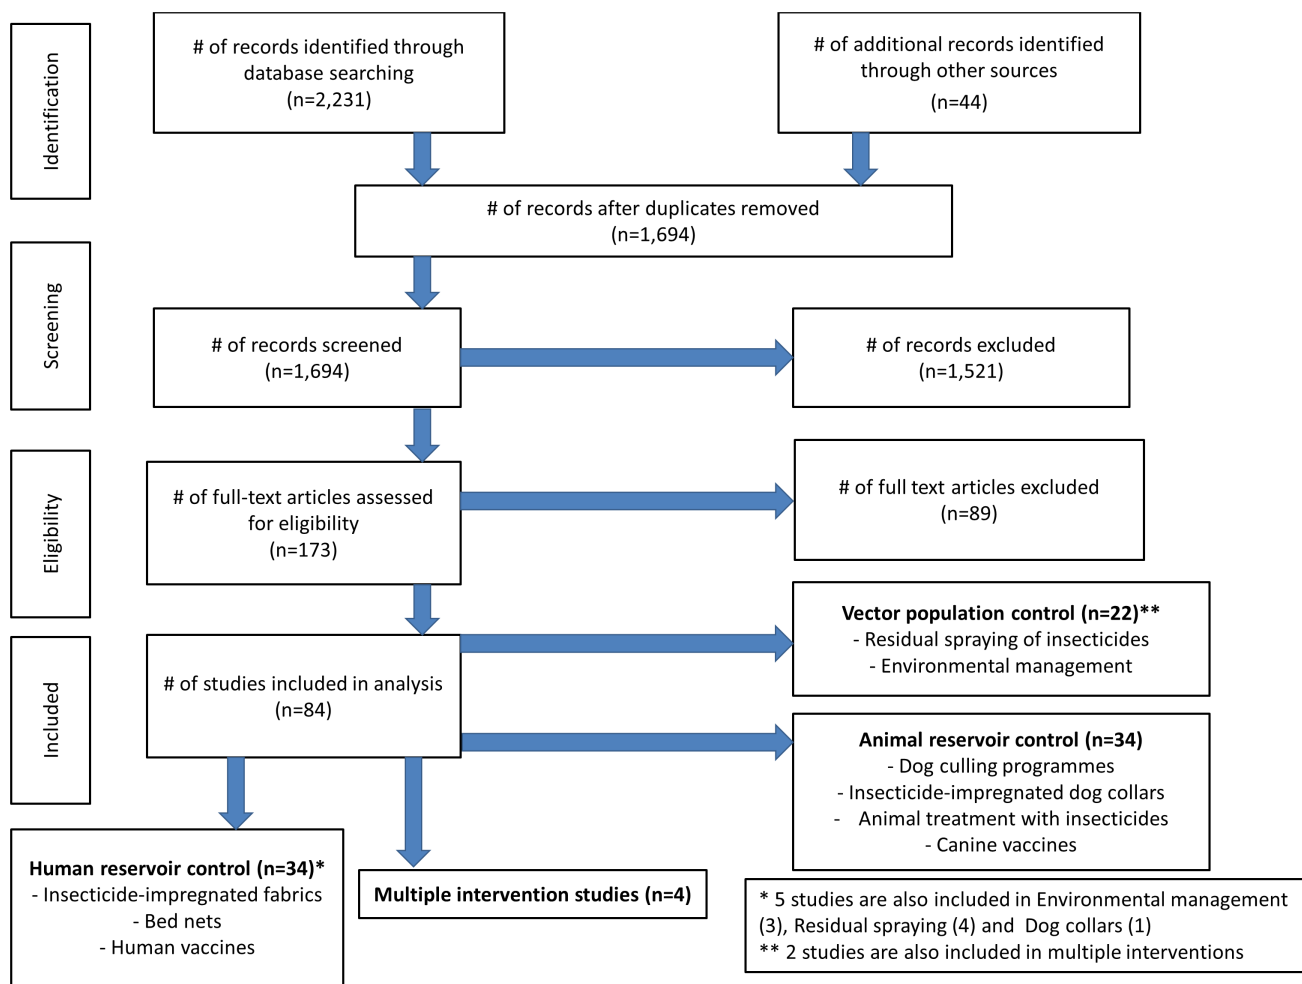 Identification
# of records identified through
database searching
(n=2,231)
# of additional records identified
through other sources
(n=44)
# of records after duplicates removed
(n=1,694)
Screening
# of records screened
(n=1,694)
# of records excluded
(n=1,521)
Eligibility
# of full-text articles assessed
for eligibility
(n=173)
# of full text articles excluded
(n=89)
Included
# of studies included in analysis
(n=84)
Vector population control (n=22)**
- Residual spraying of insecticides
- Environmental management
Animal reservoir control (n=34)
- Dog culling programmes
- Insecticide-impregnated dog collars
- Animal treatment with insecticides
- Canine vaccines
Human reservoir control (n=34)*
- Insecticide-impregnated fabrics
- Bed nets
- Human vaccines
Multiple intervention studies (n=4)
* 5 studies are also included in Environmental management
(3), Residual spraying (4) and Dog collars (1)
** 2 studies are also included in multiple interventions